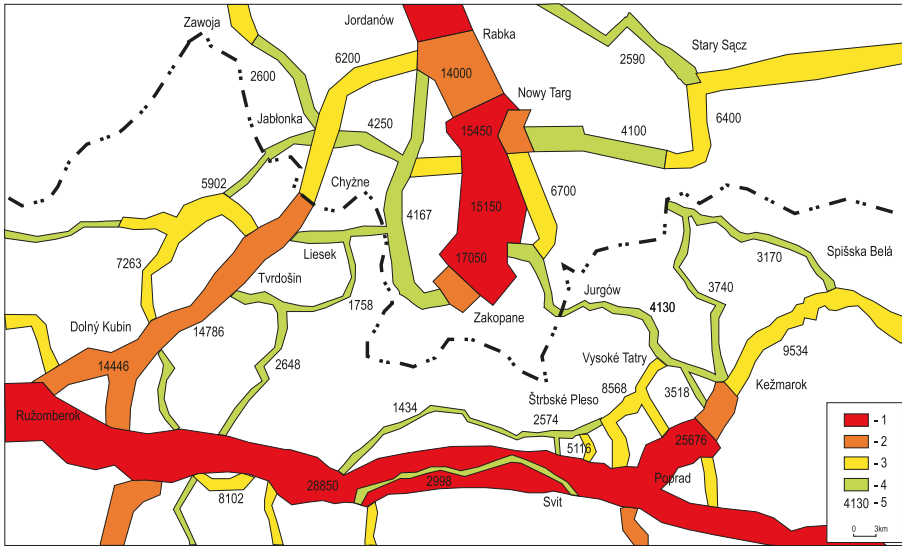 Zawoja
Jordanów
Rabka
Stary Sącz
6200
2600
14000
2590
Nowy Targ
Jabłonka
4250
15450
4100
6400
5902
Chyżne
6700
4167
15150
Liesek
17050
Spišska Belá
3170
7263
Tvrdošin
3740
1758
Jurgów
4130
Zakopane
Dolný Kubin
14786
14446
2648
Vysoké Tatry
9534
Kežmarok
8568
3518
Štrbské Pleso
1434
2574
Ružomberok
5116
25676
Poprad
28850
2998
8102
Svit
- 1
- 2
- 3
- 4
4130 - 5
0 3km